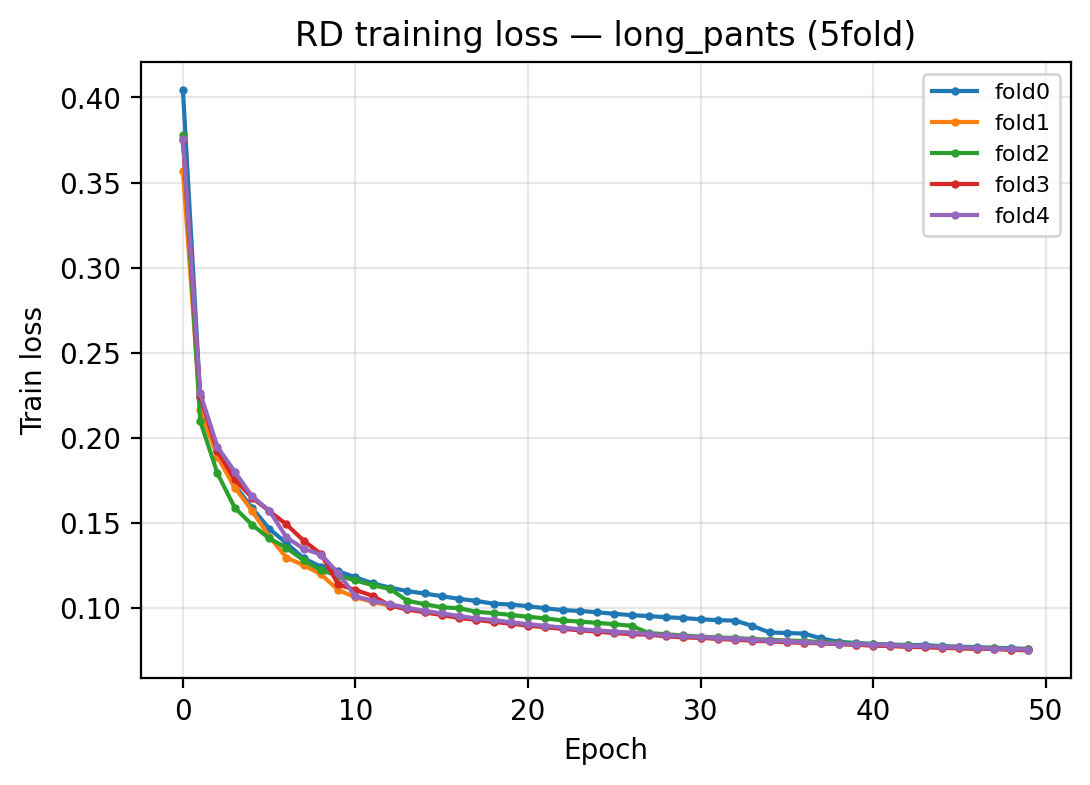 RD training loss — long_pants (5fold)
Train loss
0.40
0.35
0.30
0.25
0.20
0.15
0.10
fold0
fold1
fold2
fold3
fold4
0 10 20 30 40 50
Epoch